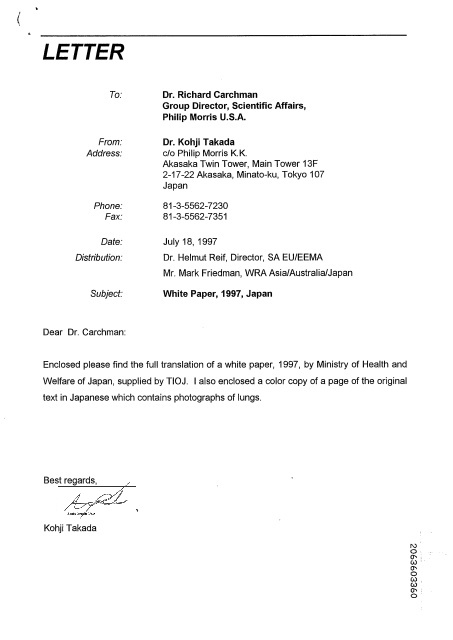 LETTER
To: Dr. Richard Carchman
Group Director, Scientific Affairs,
Philip Morris U.S.A.
From: Dr. Kohji Takada
Address: c/o Philip Morris K.K.
Akasaka Twin Tower, Main Tower 13F
2-17-22 Akasaka, Minato-ku, Tokyo 107
Japan
Phone: 81-3-5562-7230
Fax: 81-3-5562-7351
Date: July 18, 1997
Distribution: Dr. Helmut Reif, Director, SA EU/EEMA
Mr. Mark Friedman, WRA Asia/Australia/Japan
Subject: White Paper, 1997, Japan
Dear Dr. Carchman:
Enclosed please find the full translation of a white paper, 1997, by Ministry of Health and
Welfare of Japan, supplied by TIOJ. I also enclosed a color copy of a page of the original
text in Japanese which contains photographs of lungs.
Best regards,
Kohji Takada
2063603360